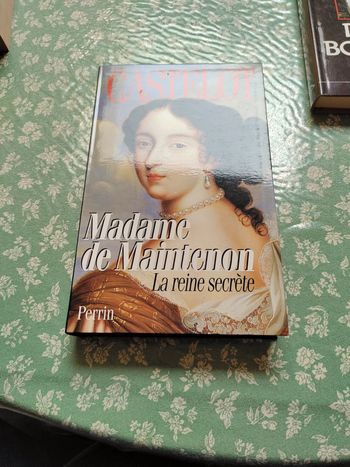 CASTELOT
Madame
de Maintenon
La reine secrète
Perrin